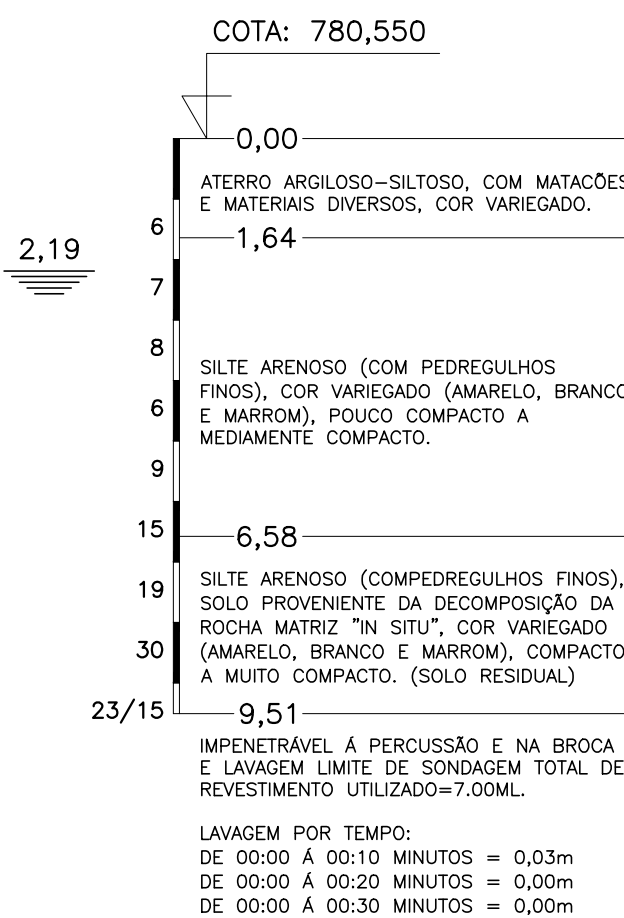 COTA: 780,550
0,00
ATERRO ARGILOSO-SILTOSO, COM MATACÕES
E MATERIAIS DIVERSOS, COR VARIEGADO.
6
1,64
2,19
7
8
SILTE ARENOSO (COM PEDREGULHOS
FINOS), COR VARIEGADO (AMARELO, BRANCO
6
E MARROM), POUCO COMPACTO A
MEDIAMENTE COMPACTO.
9
15
6,58
19
SILTE ARENOSO (COMPEDREGULHOS FINOS),
SOLO PROVENIENTE DA DECOMPOSIÇÃO DA
ROCHA MATRIZ "IN SITU", COR VARIEGADO
30
(AMARELO, BRANCO E MARROM), COMPACTO
A MUITO COMPACTO. (SOLO RESIDUAL)
23/15
9,51
IMPENETRÁVEL Á PERCUSSÃO E NA BROCA
E LAVAGEM LIMITE DE SONDAGEM TOTAL DE
REVESTIMENTO UTILIZADO=7.00ML.
LAVAGEM POR TEMPO:
DE 00:00 Á 00:10 MINUTOS = 0,03m
DE 00:00 Á 00:20 MINUTOS = 0,00m
DE 00:00 Á 00:30 MINUTOS = 0,00m